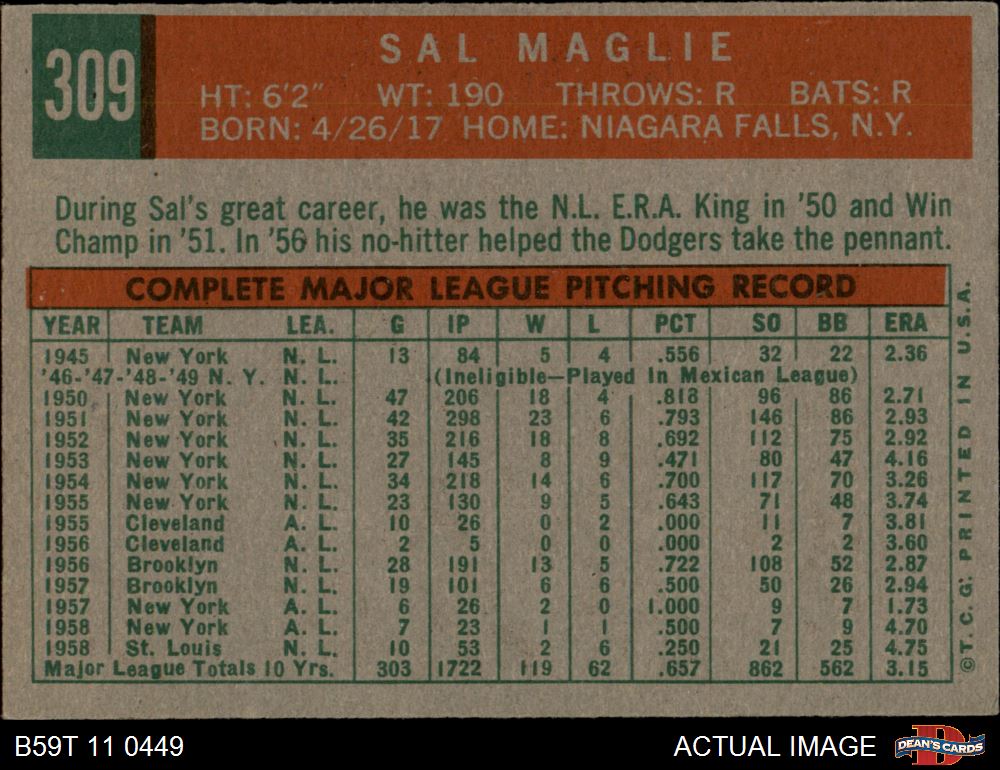 309
SAL MAGLIE
HT: 6'2" WT: 190 THROWS: R BATS: R
BORN: 4/26/17 HOME: NIAGARA FALLS, N.Y.
During Sal's great career, he was the N.L. E.R.A. King in '50 and Win
Champ in '51. In '56 his no-hitter helped the Dodgers take the pennant.
COMPLETE MAJOR LEAGUE PITCHING RECORD
YEAR TEAM LEA. G IP W L PCT SO BB ERA
1945 New York N. L. 13 84 5 4 .556 32 22 2.36
'46-'47-'48-'49 N. Y. N. L. (Ineligible—Played In Mexican League)
1950 New York N. L. 47 206 18 4 .818 96 86 2.71
1951 New York N. L. 42 298 23 6 .793 146 86 2.93
1952 New York N. L. 35 216 18 8 .692 112 75 2.92
1953 New York N. L. 27 145 8 9 .471 80 47 4.16
1954 New York N. L. 34 218 14 6 .700 117 70 3.26
1955 New York N. L. 23 130 9 5 .643 71 48 3.74
1955 Cleveland A. L. 10 26 0 2 .000 11 7 3.81
1956 Cleveland A. L. 2 5 0 0 .000 2 2 3.60
1956 Brooklyn N. L. 28 191 13 5 .722 108 52 2.87
1957 Brooklyn N. L. 19 101 6 6 .500 50 26 2.94
1957 New York A. L. 6 26 2 0 1.000 9 7 1.73
1958 New York A. L. 7 23 1 1 .500 7 9 4.70
1958 St. Louis N. L. 10 53 2 6 .250 21 25 4.75
Major League Totals 10 Yrs. 303 1722 119 62 .657 862 562 3.15
©T. C. G. PRINTED IN U. S. A.
B59T 11 0449
ACTUAL IMAGE
D
DEAN'S CARDS